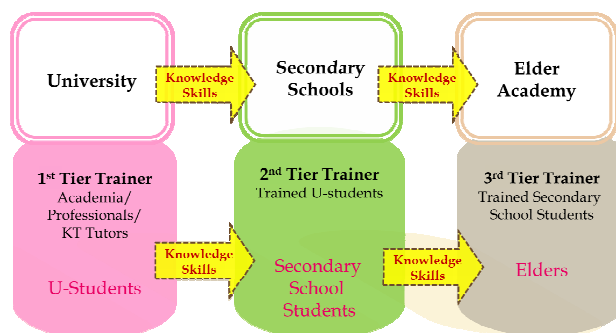 University
Knowledge
Skills
Secondary
Schools
Knowledge
Skills
Elder
Academy
1st Tier Trainer
Academia/
Professionals/
KT Tutors
U-Students
Knowledge
Skills
2nd Tier Trainer
Trained U-students
Secondary
School
Students
Knowledge
Skills
3rd Tier Trainer
Trained Secondary
School Students
Elders